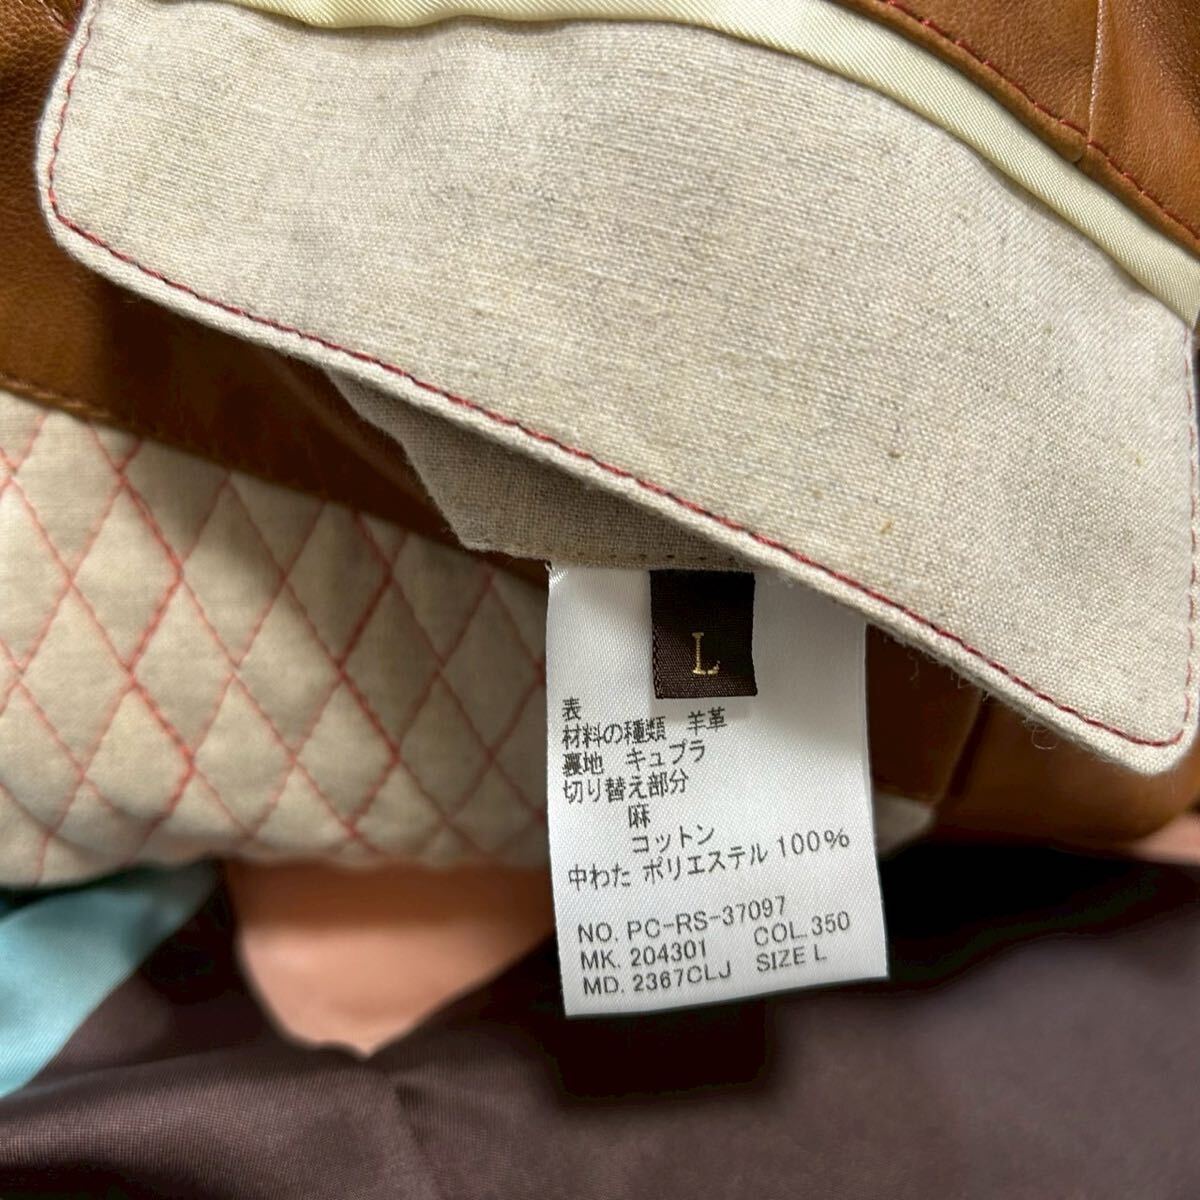 L
表
材料の種類 羊革
裏地 キュプラ
切り替え部分
麻
コットン
中わた ポリエステル 100%
NO. PC-RS-37097
MK. 204301 COL.350
MD. 2367CLJ SIZE L